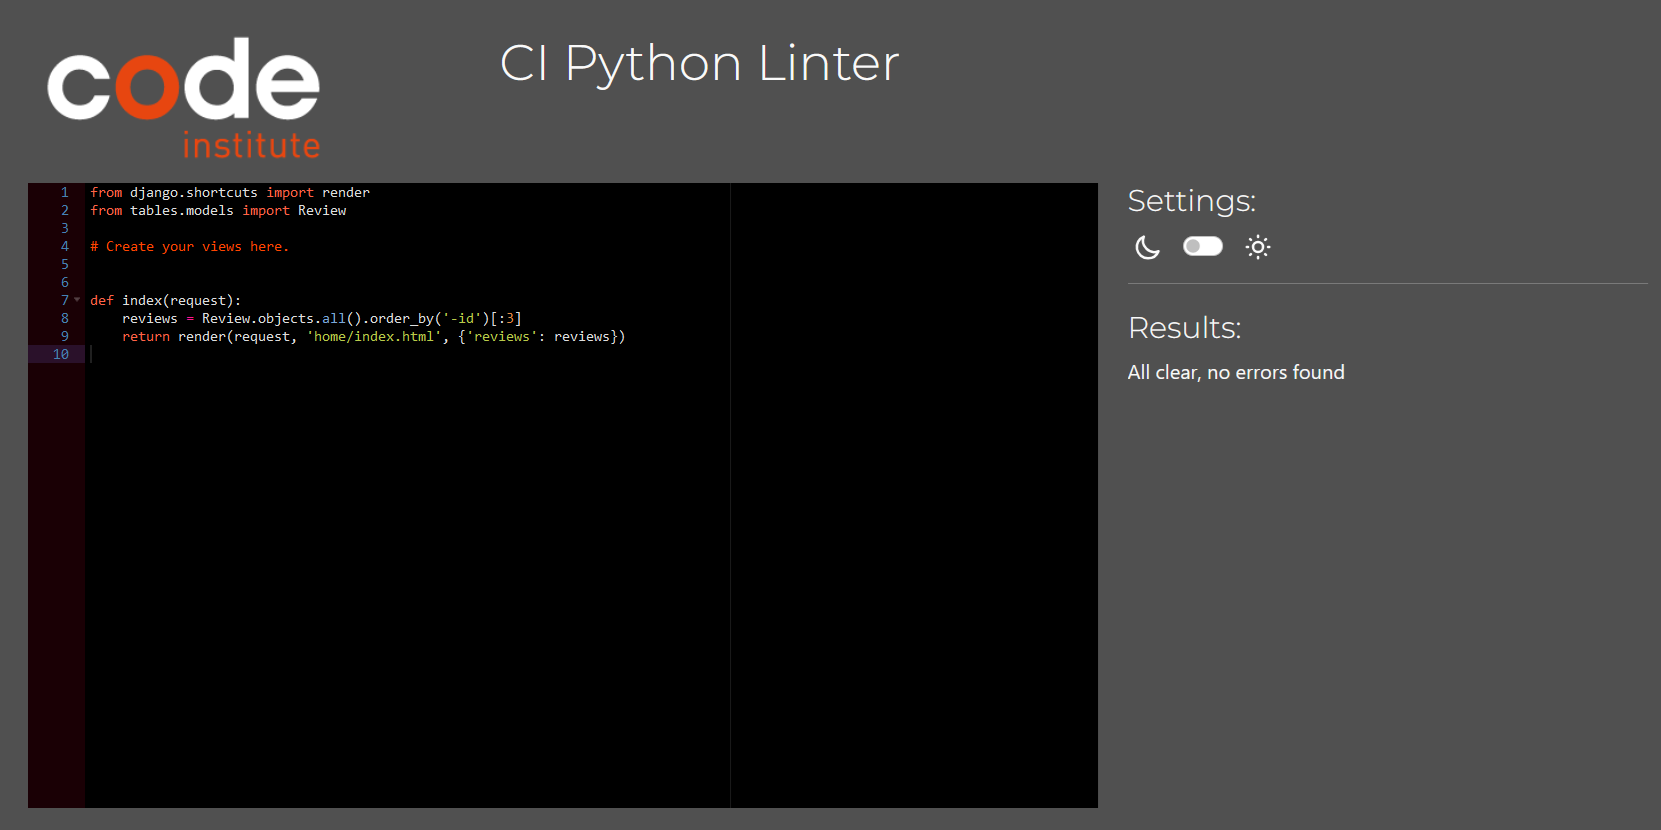 code
institute
CI Python Linter
1 from django.shortcuts import render
2 from tables.models import Review
3
4 # Create your views here.
5
6
7 def index(request):
8     reviews = Review.objects.all().order_by('-id')[:3]
9     return render(request, 'home/index.html', {'reviews': reviews})
10
Settings:
Results:
All clear, no errors found